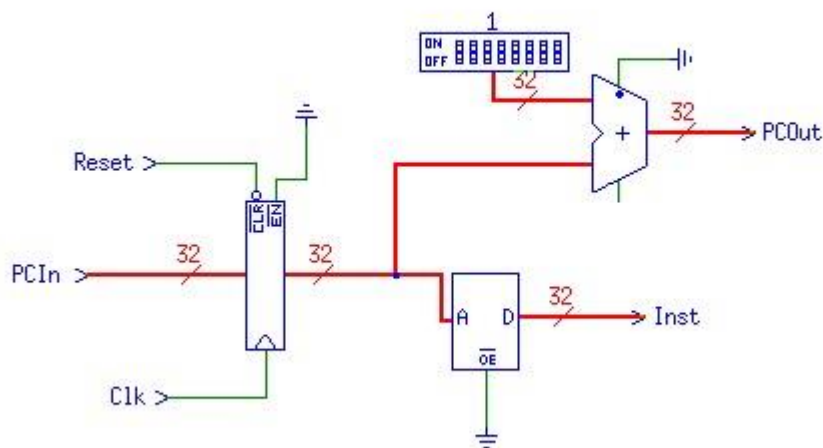 1
ON
OFF
32
32
PCOut
+
Reset
CLR
EN
32
32
PCIn
A
D
32
Inst
OE
Clk